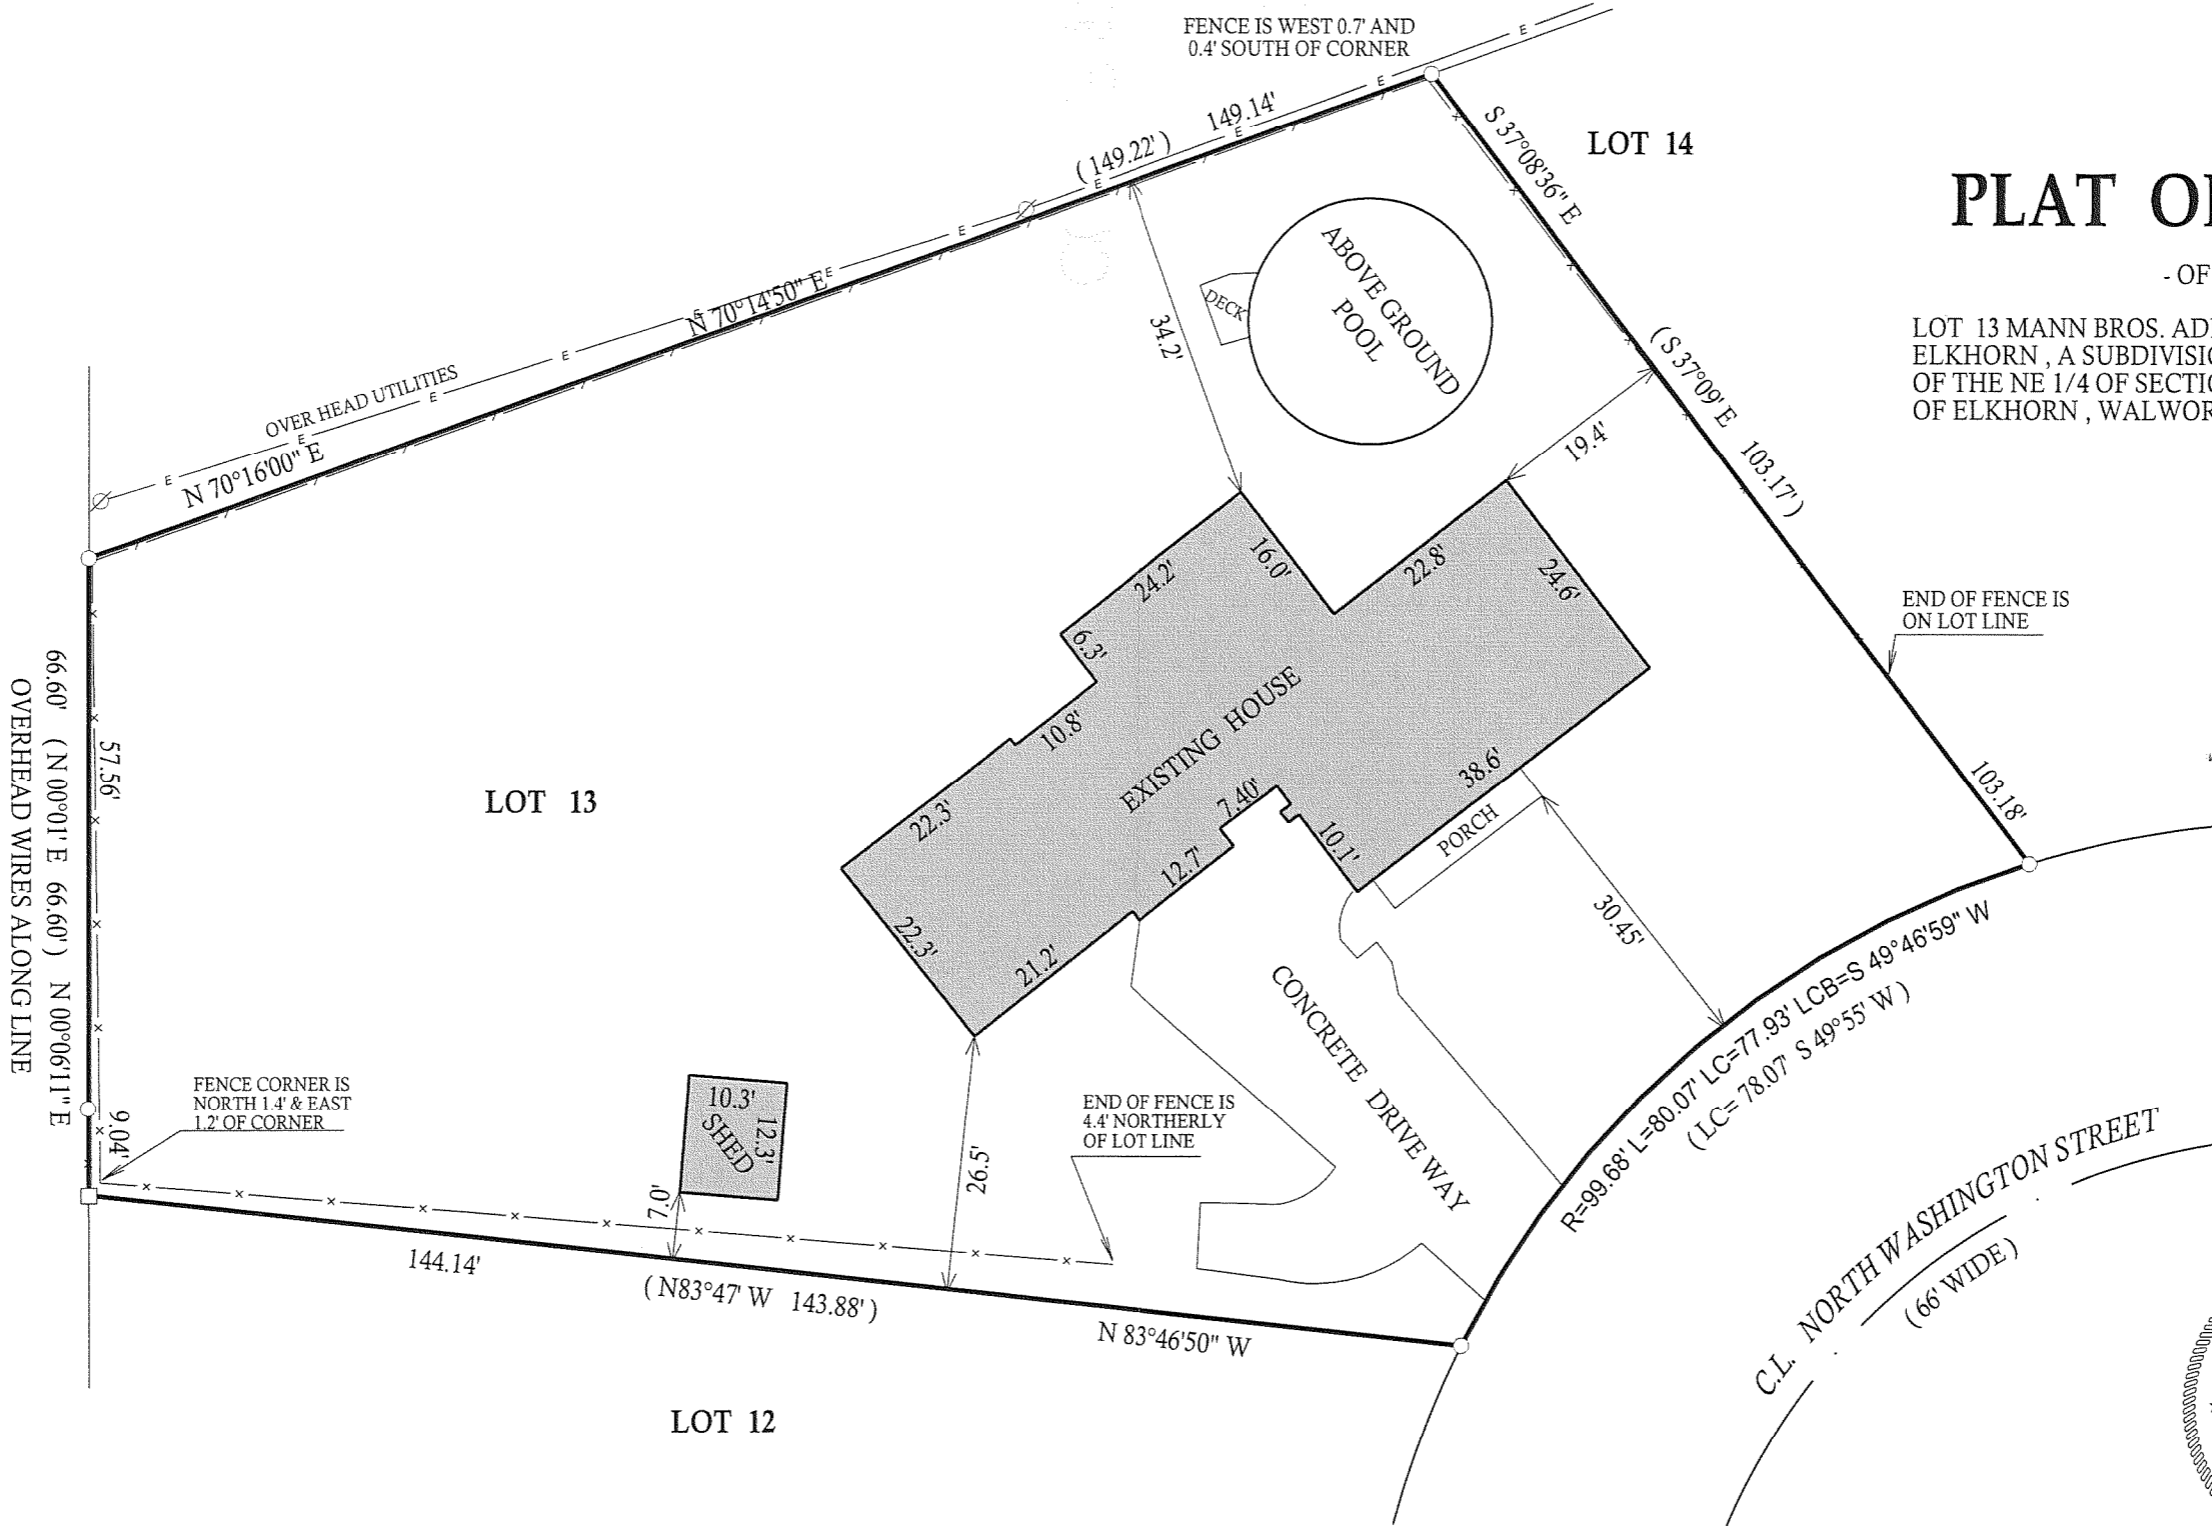 FENCE IS WEST 0.7' AND
0.4' SOUTH OF CORNER
E
E
149.14'
( 149.22' )
E
E
E
E
E
E
E
E
E
N 70°14'50" E
OVER HEAD UTILITIES
N 70°16'00" E
S 37°08'36" E
LOT 14
PLAT O
- OF
LOT 13 MANN BROS.
ELKHORN , A
OF THE NE 1/4 OF
OF ELKHORN ,
ABOVE GROUND
POOL
DECK
34.2'
19.4'
( S 37°09' E 103.17' )
END OF FENCE IS
ON LOT LINE
103.18'
16.0'
24.2'
22.8'
24.6'
6.3'
10.8'
EXISTING HOUSE
38.6'
7.40'
10.1'
PORCH
22.3'
12.7'
22.3'
21.2'
30.45'
LOT 13
57.56'
66.60' ( N 00°01' E 66.60' ) N 00°06'11" E
OVERHEAD WIRES ALONG LINE
9.04'
FENCE CORNER IS
NORTH 1.4' & EAST
1.2' OF CORNER
10.3'
12.3'
SHED
7.0'
26.5'
END OF FENCE IS
4.4' NORTHERLY
OF LOT LINE
CONCRETE DRIVE WAY
R=99.68' L=80.07' LC=77.93' LCB=S 49°46'59" W
( LC= 78.07' S 49°55' W )
C.L. NORTH WASHINGTON STREET
( 66' WIDE )
144.14'
( N83°47' W 143.88' )
N 83°46'50" W
LOT 12